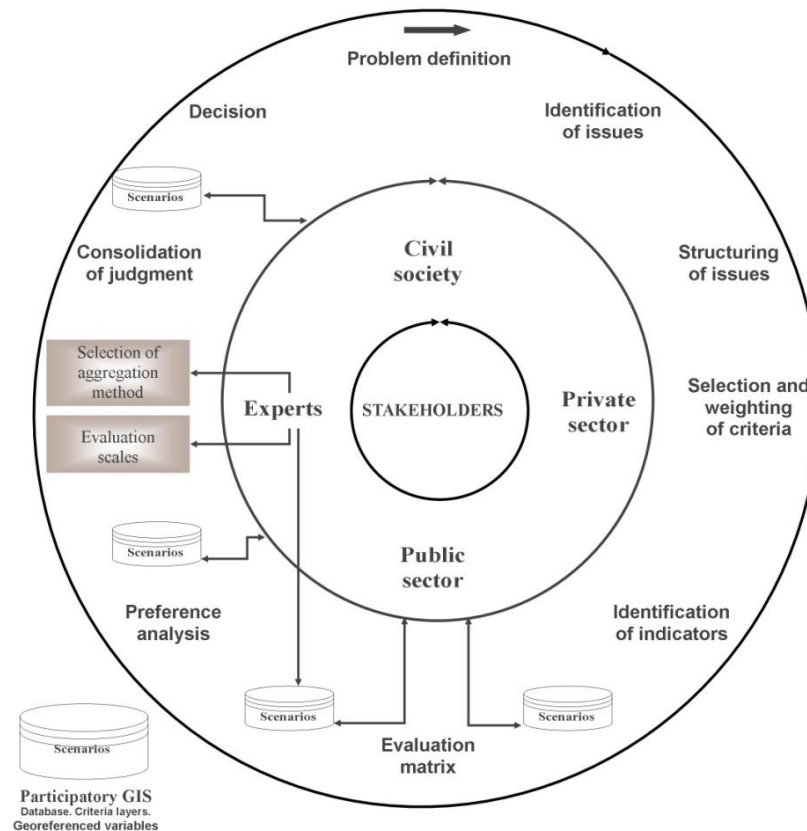 Problem definition
Decision
Identification
of issues
Scenarios
Consolidation
of judgment
Civil
society
Structuring
of issues
Selection of
aggregation
method
Experts
STAKEHOLDERS
Private
sector
Selection and
weighting
of criteria
Evaluation
scales
Scenarios
Public
sector
Preference
analysis
Identification
of indicators
Scenarios
Scenarios
Evaluation
matrix
Scenarios
Participatory GIS
Database. Criteria layers.
Georeferenced variables